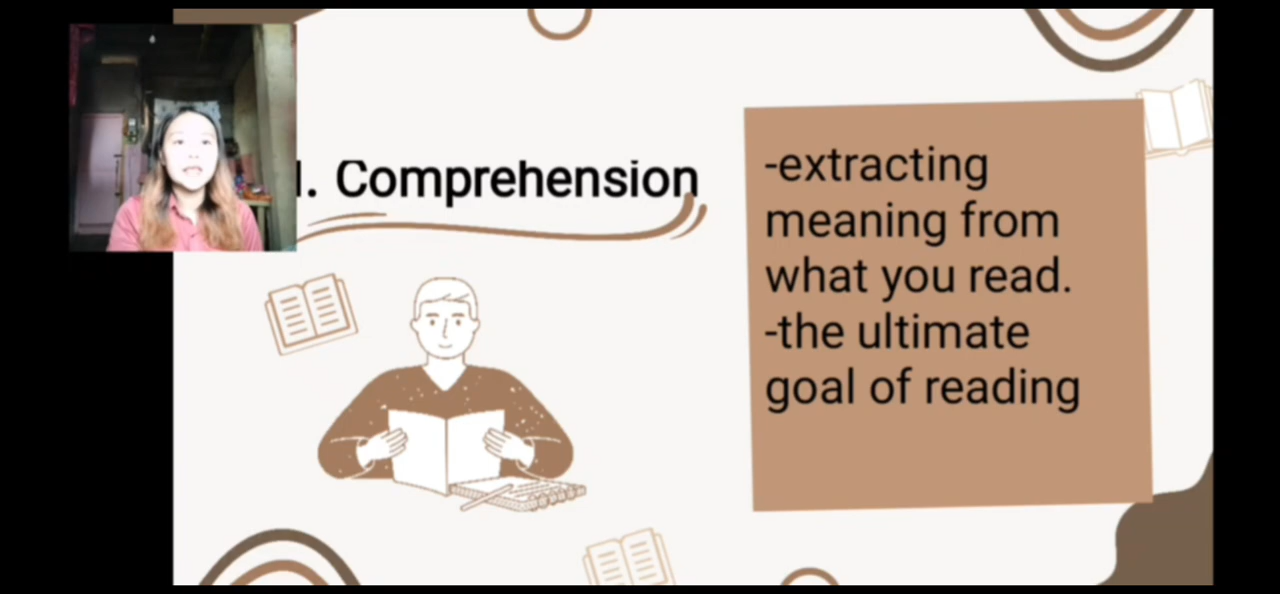 . Comprehension
-extracting
meaning from
what you read.
-the ultimate
goal of reading